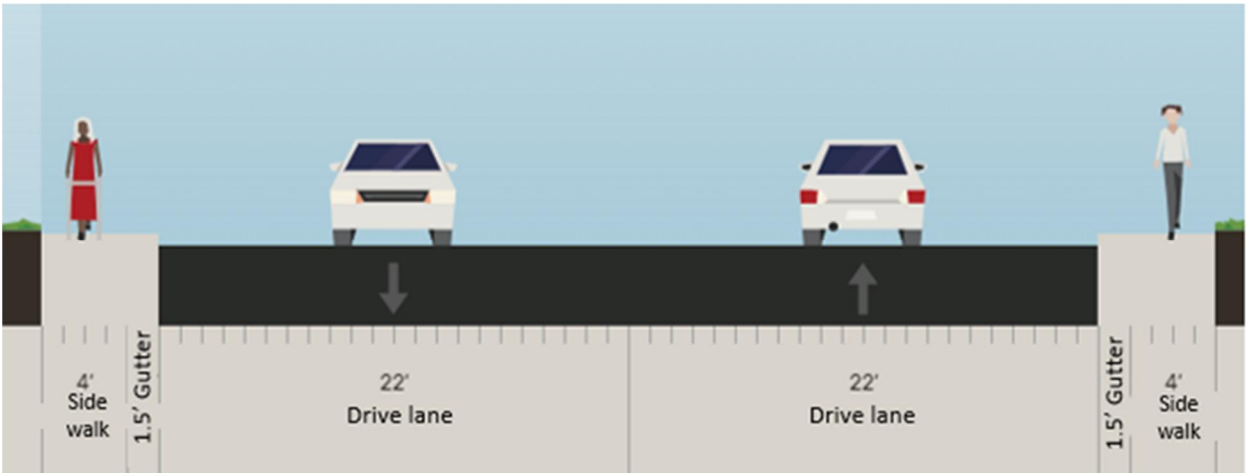 4'
Side
walk
1.5' Gutter
22'
Drive lane
22'
Drive lane
1.5' Gutter
4'
Side
walk